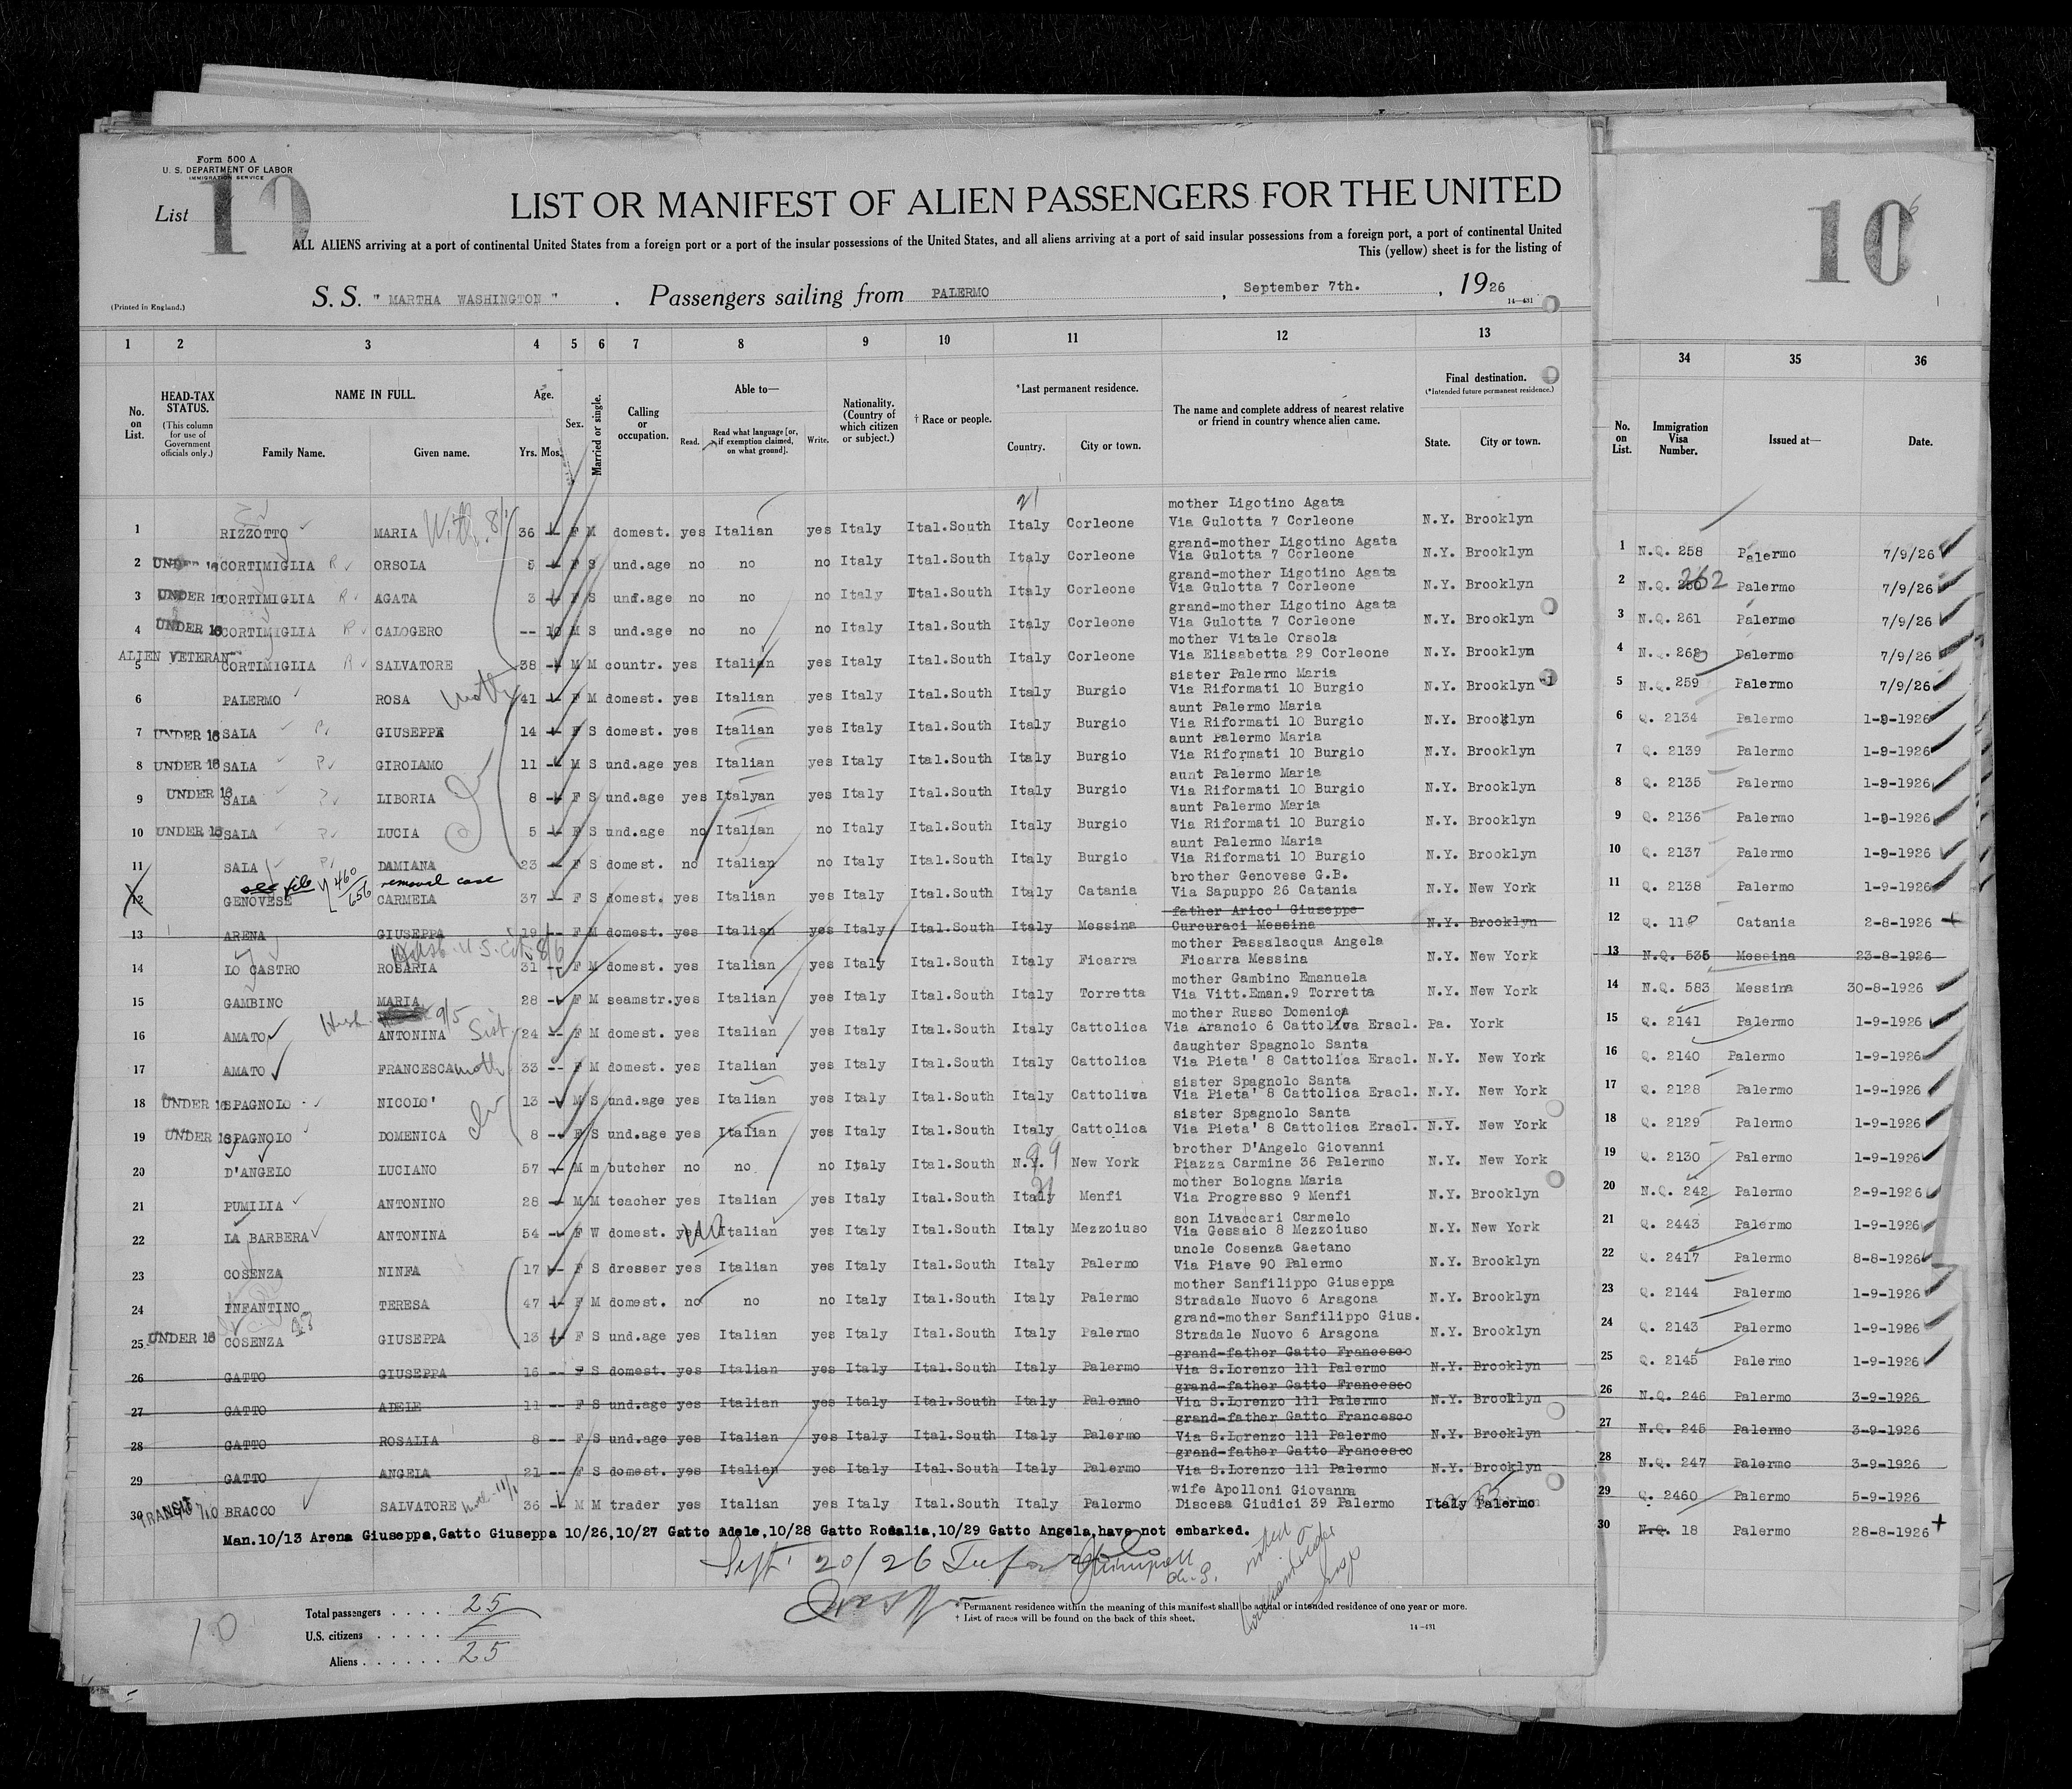 Form 500 A
U. S. DEPARTMENT OF LABOR
IMMIGRATION SERVICE
List 10
LIST OR MANIFEST OF ALIEN PASSENGERS FOR THE UNITED
ALL ALIENS arriving at a port of continental United States from a foreign port or a port of the insular possessions of the United States, and all aliens arriving at a port of said insular possessions from a foreign port, a port of continental United
This (yellow) sheet is for the listing of
(Printed in England.)
S. S. " MARTHA WASHINGTON " . Passengers sailing from PALERMO , September 7th. , 1926
14—431
1 2 3 4 5 6 7 8 9 10 11 12 13
No. on List.
HEAD-TAX STATUS.
(This column for use of Government officials only.)
NAME IN FULL.
Family Name. Given name.
Age.
Yrs. Mos.
Sex.
Married or single.
Calling or occupation.
Able to—
Read. Read what language [or, if exemption claimed, on what ground]. Write.
Nationality. (Country of which citizen or subject.)
† Race or people.
*Last permanent residence.
Country. City or town.
The name and complete address of nearest relative or friend in country whence alien came.
Final destination.
(*Intended future permanent residence.)
State. City or town.
21
mother Ligotino Agata
1 RIZZOTTO MARIA 36 F M domest. yes Italian yes Italy Ital.South Italy Corleone Via Gulotta 7 Corleone N.Y. Brooklyn
grand-mother Ligotino Agata
2 UNDER 16 CORTIMIGLIA ORSOLA 5 F S und.age no no no Italy Ital.South Italy Corleone Via Gulotta 7 Corleone N.Y. Brooklyn
grand-mother Ligotino Agata
3 UNDER 16 CORTIMIGLIA AGATA 3 F S und.age no no no Italy Ital.South Italy Corleone Via Gulotta 7 Corleone N.Y. Brooklyn
grand-mother Ligotino Agata
4 UNDER 16 CORTIMIGLIA CALOGERO -- 10 M S und.age no no no Italy Ital.South Italy Corleone Via Gulotta 7 Corleone N.Y. Brooklyn
ALIEN VETERAN
mother Vitale Orsola
5 CORTIMIGLIA SALVATORE 38 M M countr. yes Italian yes Italy Ital.South Italy Corleone Via Elisabetta 29 Corleone N.Y. Brooklyn
sister Palermo Maria
6 PALERMO ROSA 41 F M domest. yes Italian yes Italy Ital.South Italy Burgio Via Riformati 10 Burgio N.Y. Brooklyn
aunt Palermo Maria
7 UNDER 16 SALA GIUSEPPA 14 F S domest. yes Italian yes Italy Ital.South Italy Burgio Via Riformati 10 Burgio N.Y. Brooklyn
aunt Palermo Maria
8 UNDER 16 SALA GIROLAMO 11 M S und.age yes Italian yes Italy Ital.South Italy Burgio Via Riformati 10 Burgio N.Y. Brooklyn
aunt Palermo Maria
9 UNDER 16 SALA LIBORIA 8 F S und.age yes Italyan yes Italy Ital.South Italy Burgio Via Riformati 10 Burgio N.Y. Brooklyn
aunt Palermo Maria
10 UNDER 16 SALA LUCIA 5 F S und.age no Italian no Italy Ital.South Italy Burgio Via Riformati 10 Burgio N.Y. Brooklyn
aunt Palermo Maria
11 SALA DAMIANA 23 F S domest. no Italian no Italy Ital.South Italy Burgio Via Riformati 10 Burgio N.Y. Brooklyn
see file 460/656 removal case
brother Genovese G.B.
12 GENOVESE CARMELA 37 F S domest. yes Italian yes Italy Ital.South Italy Catania Via Sapuppo 26 Catania N.Y. New York
father Arico' Giuseppe
13 ARENA GIUSEPPA 19 F M domest. yes Italian yes Italy Ital.South Italy Messina Curcuraci Messina N.Y. Brooklyn
mother Passalacqua Angela
14 LO CASTRO ROSARIA 31 F M domest. yes Italian yes Italy Ital.South Italy Ficarra Ficarra Messina N.Y. New York
mother Gambino Emanuela
15 GAMBINO MARIA 28 F M seamstr. yes Italian yes Italy Ital.South Italy Torretta Via Vitt.Eman.9 Torretta N.Y. New York
Husb. 9/5 Sist
mother Russo Domenica
16 AMATO ANTONINA 24 F M domest. yes Italian yes Italy Ital.South Italy Cattolica Via Arancio 6 Cattolica Eracl. Pa. York
daughter Spagnolo Santa
17 AMATO FRANCESCA moth 33 -- F M domest. yes Italian yes Italy Ital.South Italy Cattolica Via Pieta' 8 Cattolica Eracl. N.Y. New York
sister Spagnolo Santa
18 UNDER 16 SPAGNOLO NICOLO' 13 M S und.age yes Italian yes Italy Ital.South Italy Cattolica Via Pieta' 8 Cattolica Eracl. N.Y. New York
sister Spagnolo Santa
19 UNDER 16 SPAGNOLO DOMENICA 8 F S und.age yes Italian yes Italy Ital.South Italy Cattolica Via Pieta' 8 Cattolica Eracl. N.Y. New York
brother D'Angelo Giovanni
20 D'ANGELO LUCIANO 57 M m butcher no no no Italy Ital.South N.Y. New York Piazza Carmine 36 Palermo N.Y. New York
mother Bologna Maria
21 PUMILIA ANTONINO 28 M M teacher yes Italian yes Italy Ital.South Italy Menfi Via Progresso 9 Menfi N.Y. Brooklyn
son Livaccari Carmelo
22 LA BARBERA ANTONINA 54 F W domest. yes no Italian yes Italy Ital.South Italy Mezzoiuso Via Gessaio 8 Mezzoiuso N.Y. New York
uncle Cosenza Gaetano
23 COSENZA NINFA 17 F S dresser yes Italian yes Italy Ital.South Italy Palermo Via Piave 90 Palermo N.Y. Brooklyn
mother Sanfilippo Giuseppa
24 INFANTINO TERESA 47 F M domest. no no no Italy Ital.South Italy Palermo Stradale Nuovo 6 Aragona N.Y. Brooklyn
grand-mother Sanfilippo Gius.
25 UNDER 16 COSENZA GIUSEPPA 13 F S und.age yes Italian yes Italy Ital.South Italy Palermo Stradale Nuovo 6 Aragona N.Y. Brooklyn
grand-father Gatto Francesco
26 GATTO GIUSEPPA 16 -- F S domest. yes Italian yes Italy Ital.South Italy Palermo Via S.Lorenzo 111 Palermo N.Y. Brooklyn
grand-father Gatto Francesco
27 GATTO ADELE 11 -- F S und.age yes Italian yes Italy Ital.South Italy Palermo Via S.Lorenzo 111 Palermo N.Y. Brooklyn
grand-father Gatto Francesco
28 GATTO ROSALIA 8 -- F S und.age yes Italian yes Italy Ital.South Italy Palermo Via S.Lorenzo 111 Palermo N.Y. Brooklyn
grand-father Gatto Francesco
29 GATTO ANGELA 21 -- F S domest. yes Italian yes Italy Ital.South Italy Palermo Via S.Lorenzo 111 Palermo N.Y. Brooklyn
wife Apolloni Giovanna
30 TRANSIT BRACCO SALVATORE 36 M M trader yes Italian yes Italy Ital.South Italy Palermo Discesa Giudici 39 Palermo Italy Palermo
Man.10/13 Arena Giuseppa,Gatto Giuseppa 10/26,10/27 Gatto Adele,10/28 Gatto Rosalia,10/29 Gatto Angela,have not embarked.
Sept. 20/26
Total passengers . . . . 25
U.S. citizens . . . . . .
Aliens . . . . . . . 25
10
* Permanent residence within the meaning of this manifest shall be actual or intended residence of one year or more.
† List of races will be found on the back of this sheet.
14—431
10
34 35 36
No. on List. Immigration Visa Number. Issued at— Date.
1 N.Q. 258 Palermo 7/9/26
2 N.Q. 262 Palermo 7/9/26
3 N.Q. 261 Palermo 7/9/26
4 N.Q. 260 Palermo 7/9/26
5 N.Q. 259 Palermo 7/9/26
6 Q. 2134 Palermo 1-9-1926
7 Q. 2139 Palermo 1-9-1926
8 Q. 2135 Palermo 1-9-1926
9 Q. 2136 Palermo 1-9-1926
10 Q. 2137 Palermo 1-9-1926
11 Q. 2138 Palermo 1-9-1926
12 Q. 110 Catania 2-8-1926
13 N.Q. 535 Messina 23-8-1926
14 N.Q. 583 Messina 30-8-1926
15 Q. 2141 Palermo 1-9-1926
16 Q. 2140 Palermo 1-9-1926
17 Q. 2128 Palermo 1-9-1926
18 Q. 2129 Palermo 1-9-1926
19 Q. 2130 Palermo 1-9-1926
20 N.Q. 242 Palermo 2-9-1926
21 Q. 2443 Palermo 1-9-1926
22 Q. 2417 Palermo 8-8-1926
23 Q. 2144 Palermo 1-9-1926
24 Q. 2143 Palermo 1-9-1926
25 Q. 2145 Palermo 1-9-1926
26 N.Q. 246 Palermo 3-9-1926
27 N.Q. 245 Palermo 3-9-1926
28 N.Q. 247 Palermo 3-9-1926
29 Q. 2460 Palermo 5-9-1926
30 N.Q. 18 Palermo 28-8-1926